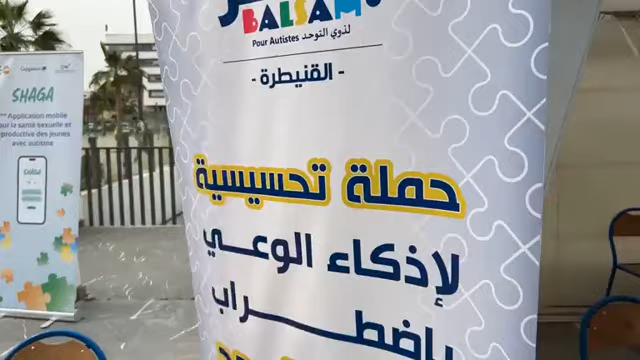 BALSAM
Pour Autistes لذوي التوحد
- القنيطرة -
حملة تحسيسية
لإذكاء الوعي
باضطراب
SHAGA
Application mobile
pour la santé sexuelle et
reproductive des jeunes
avec autisme